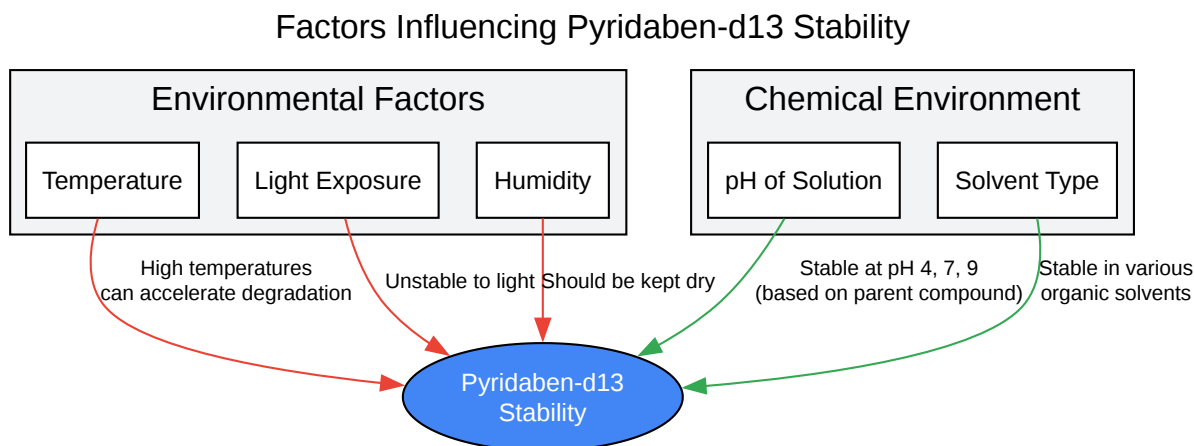 Factors Influencing Pyridaben-d13 Stability
Environmental Factors
Chemical Environment
Temperature
Light Exposure
Humidity
pH of Solution
Solvent Type
High temperatures
can accelerate degradation
Unstable to light
Should be kept dry
Stable at pH 4, 7, 9
(based on parent compound)
Stable in various
organic solvents
Pyridaben-d13
Stability